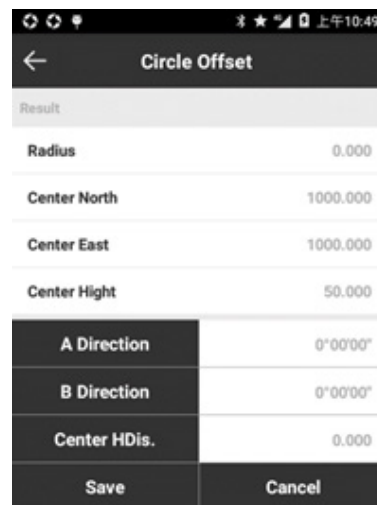 上午10:49
Circle Offset
Result
Radius 0.000
Center North 1000.000
Center East 1000.000
Center Hight 50.000
A Direction 0°00'00"
B Direction 0°00'00"
Center HDis. 0.000
Save Cancel